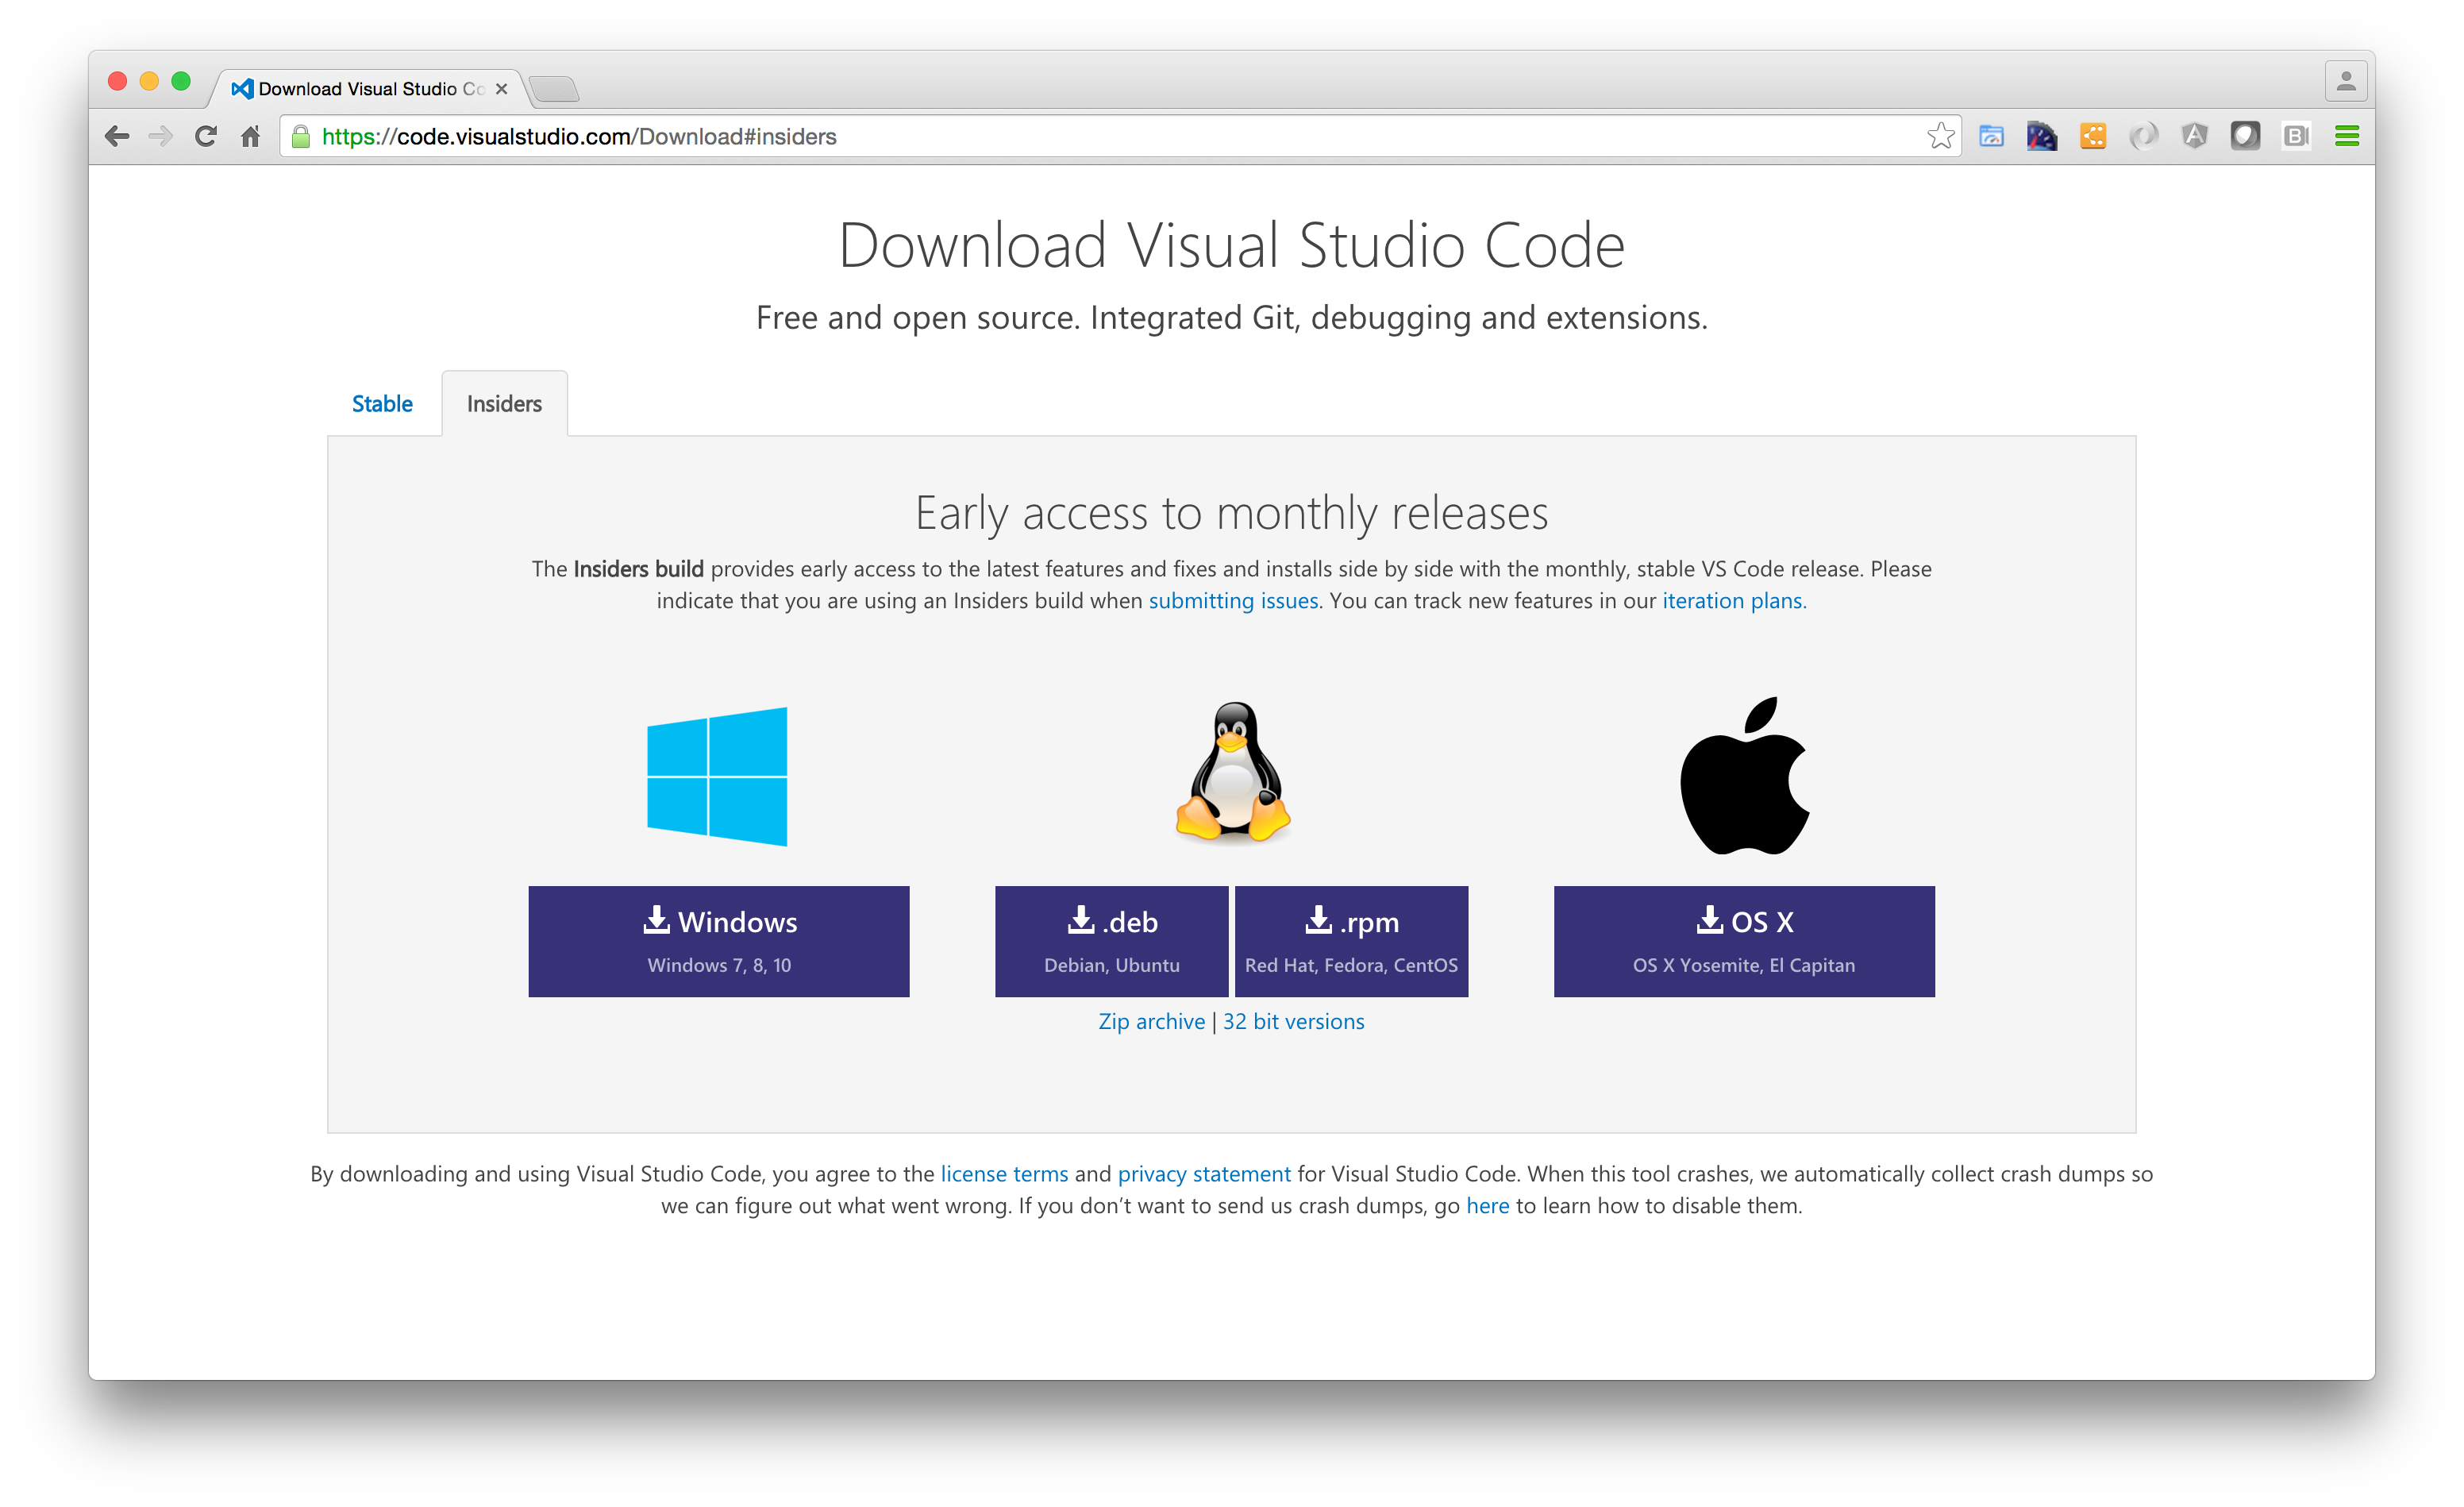 Download Visual Studio Co
https://code.visualstudio.com/Download#insiders
Download Visual Studio Code
Free and open source. Integrated Git, debugging and extensions.
Stable
Insiders
Early access to monthly releases
The Insiders build provides early access to the latest features and fixes and installs side by side with the monthly, stable VS Code release. Please
indicate that you are using an Insiders build when submitting issues. You can track new features in our iteration plans.
Windows
Windows 7, 8, 10
.deb
Debian, Ubuntu
.rpm
Red Hat, Fedora, CentOS
OS X
OS X Yosemite, El Capitan
Zip archive | 32 bit versions
By downloading and using Visual Studio Code, you agree to the license terms and privacy statement for Visual Studio Code. When this tool crashes, we automatically collect crash dumps so
we can figure out what went wrong. If you don’t want to send us crash dumps, go here to learn how to disable them.